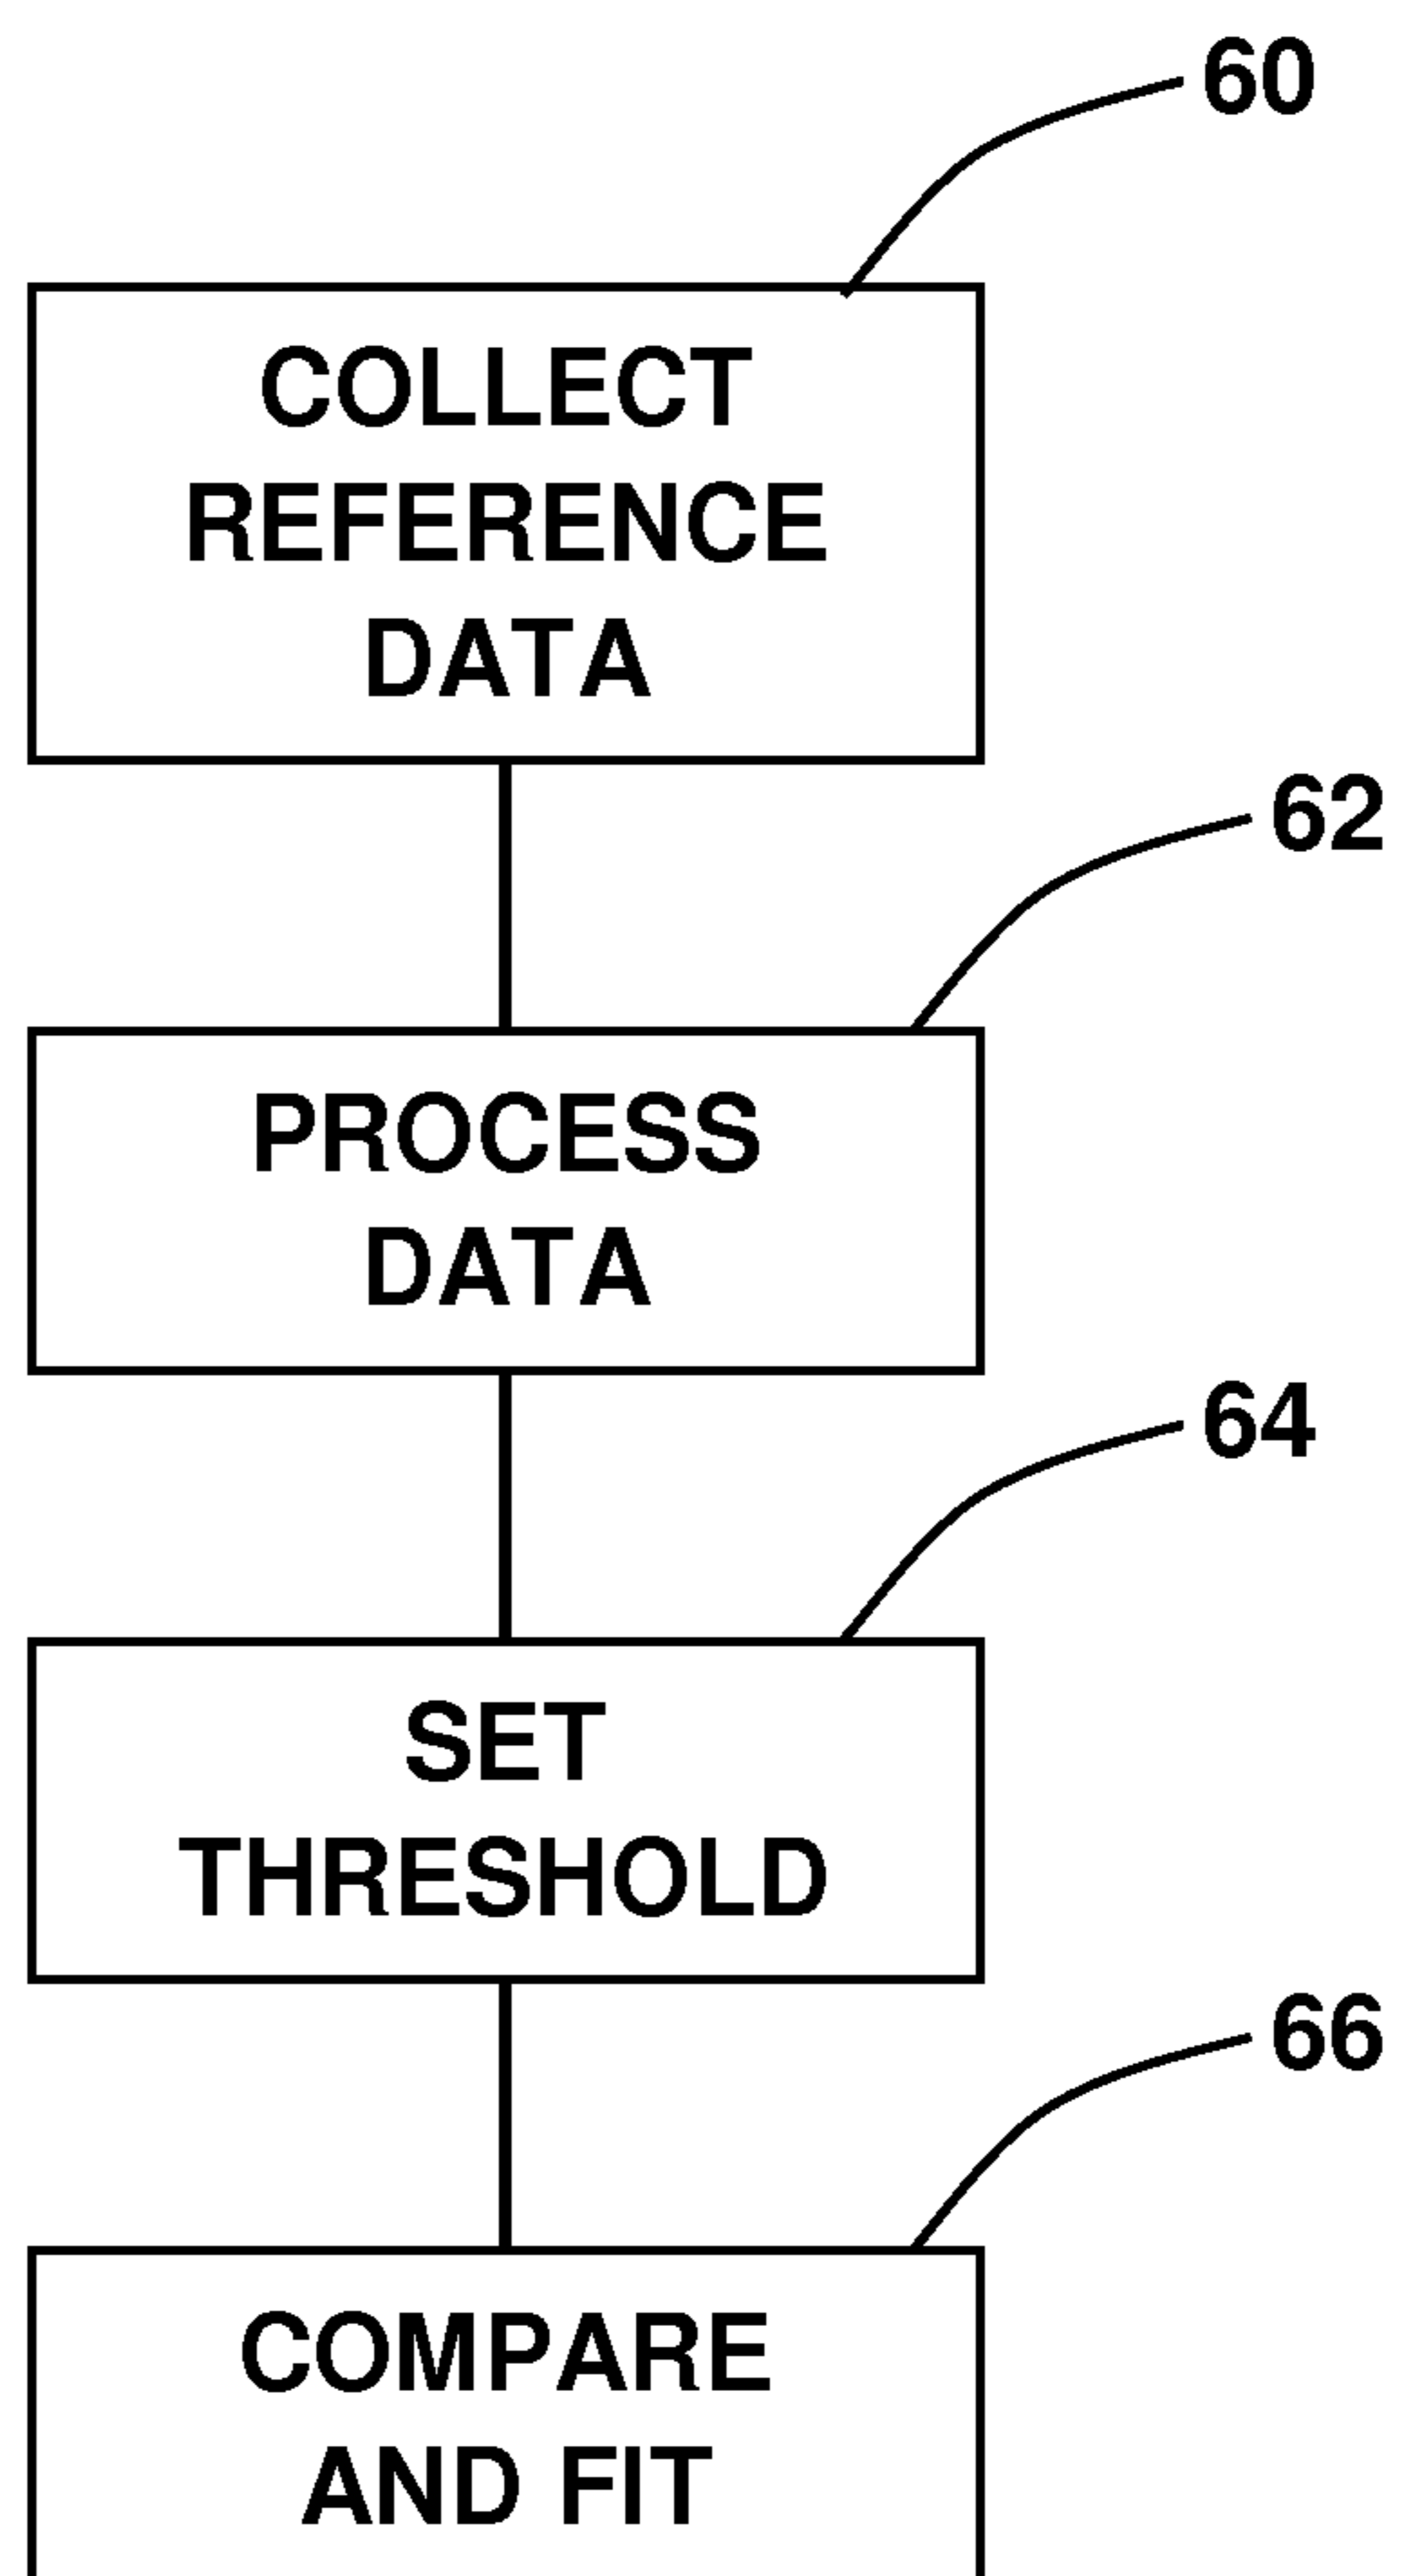 60
COLLECT
REFERENCE
DATA
62
PROCESS
DATA
64
SET
THRESHOLD
66
COMPARE
AND FIT